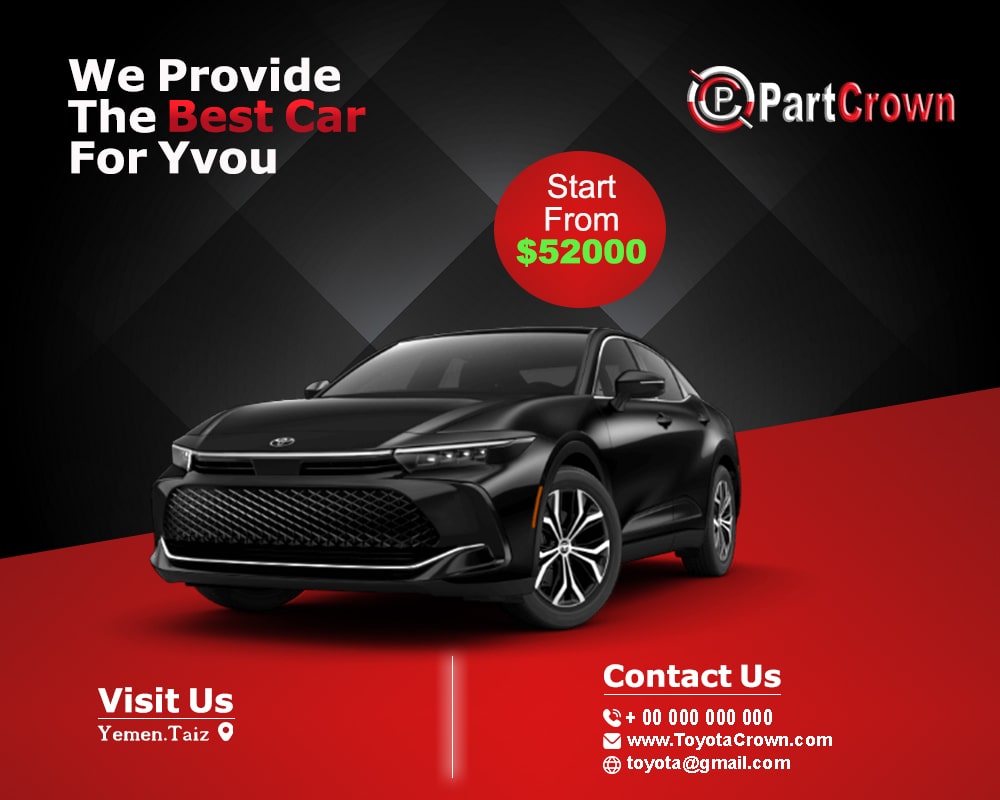 We Provide
The Best Car
For Yvou
PartCrown
Start
From
$52000
Visit Us
Yemen.Taiz
Contact Us
+ 00 000 000 000
www.ToyotaCrown.com
toyota@gmail.com